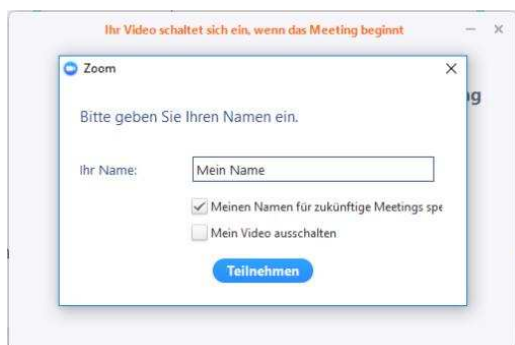 Ihr Video schaltet sich ein, wenn das Meeting beginnt
Zoom
ng
Bitte geben Sie Ihren Namen ein.
Ihr Name: Mein Name
Meinen Namen für zukünftige Meetings spe
Mein Video ausschalten
Teilnehmen